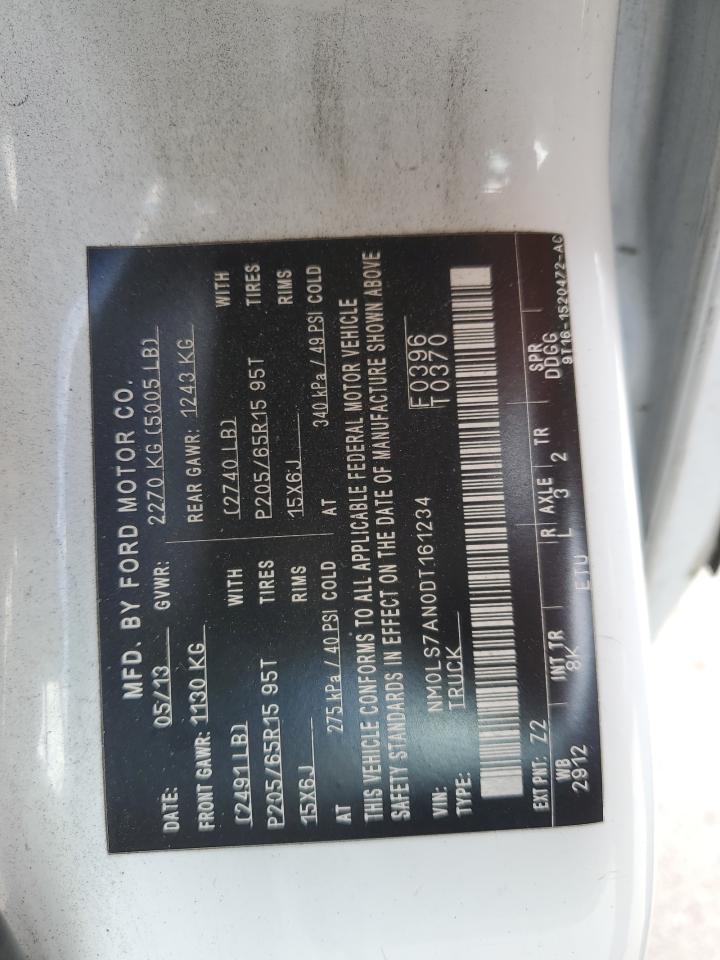 MFD. BY FORD MOTOR CO.
DATE: 05/13 GVWR: 2270 KG (5005 LB)
FRONT GAWR: 1130 KG REAR GAWR: 1243 KG
(2491LB) WITH (2740 LB) WITH
P205/65R15 95T TIRES P205/65R15 95T TIRES
15X6J RIMS 15X6J RIMS
AT 275 kPa / 40 PSI COLD AT 340 kPa / 49 PSI COLD
THIS VEHICLE CONFORMS TO ALL APPLICABLE FEDERAL MOTOR VEHICLE
SAFETY STANDARDS IN EFFECT ON THE DATE OF MANUFACTURE SHOWN ABOVE
VIN: NM0LS7AN0DT161234 F0396
TYPE: TRUCK T0370
EXT PNT: Z2 R AXLE TR SPR
WB INT TR L 3 2 DDGG
2912 8K ETU 9T16-1520472-AC